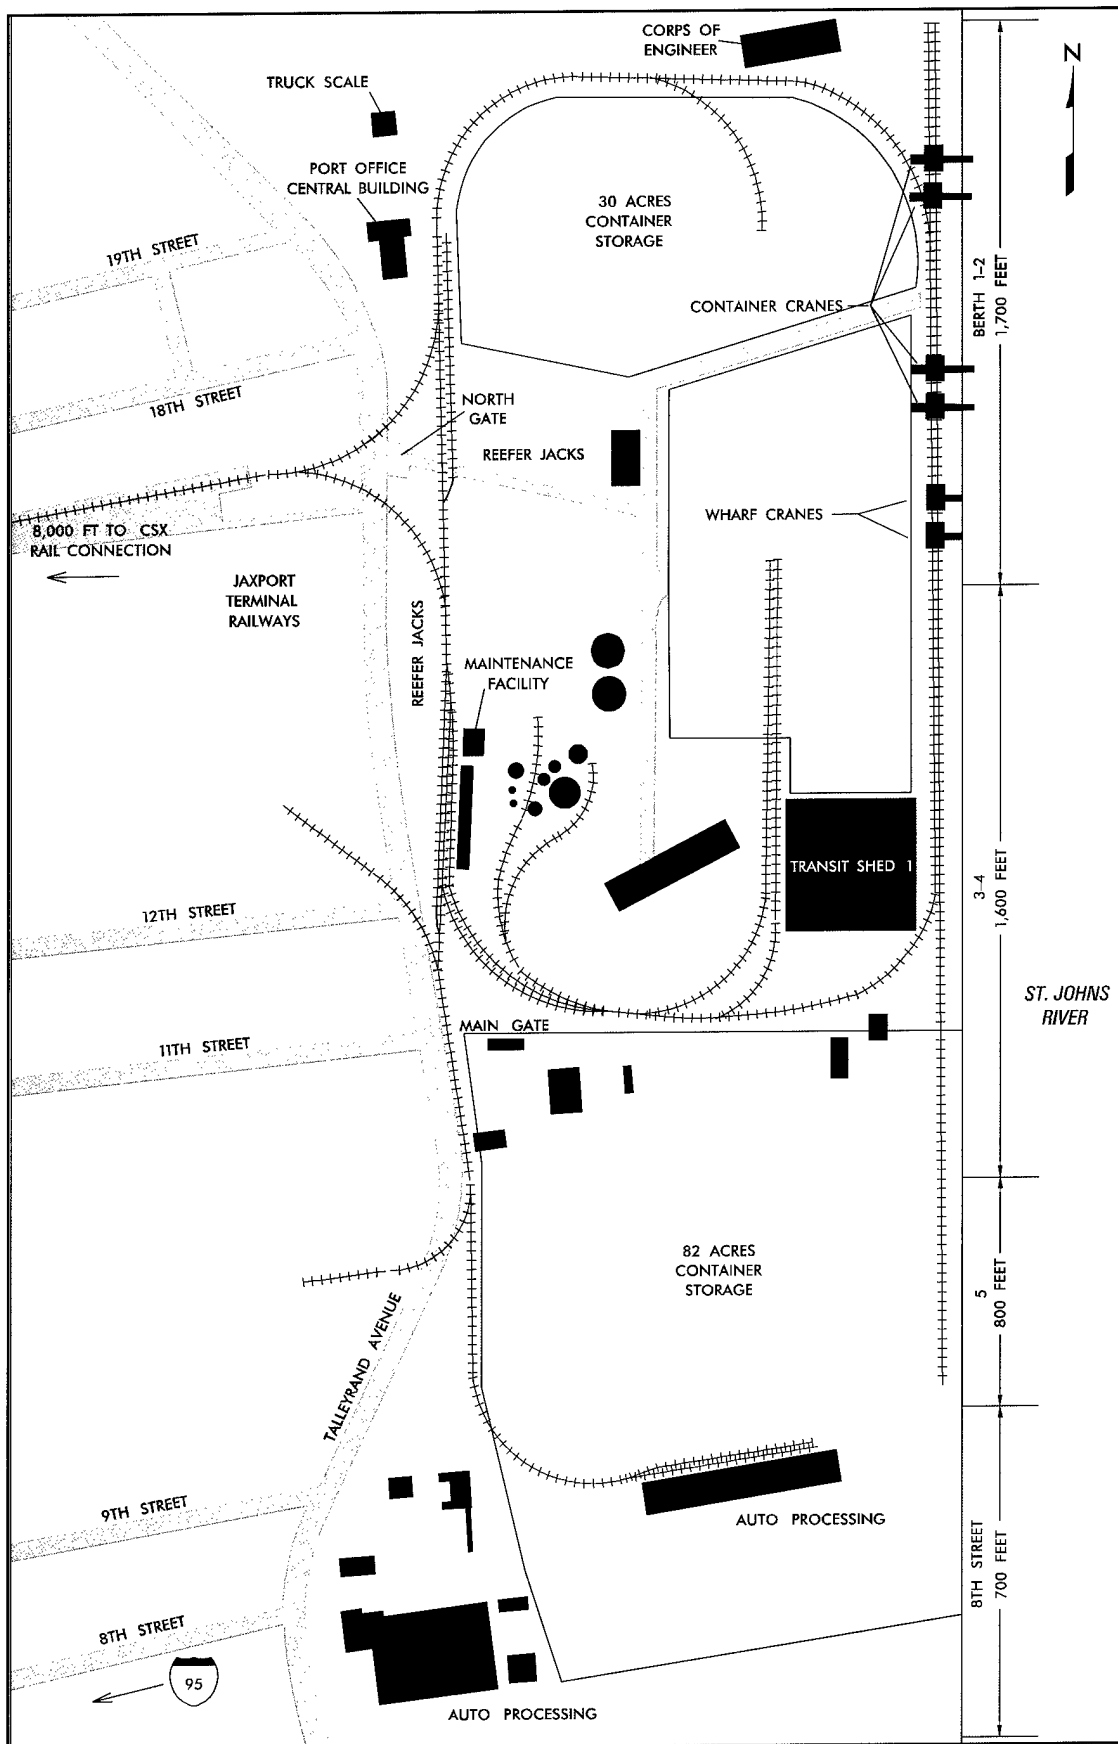 CORPS OF
ENGINEER
N
TRUCK SCALE
PORT OFFICE
CENTRAL BUILDING
30 ACRES
CONTAINER
STORAGE
19TH STREET
CONTAINER CRANES
BERTH 1-2
1,700 FEET
18TH STREET
NORTH
GATE
REEFER JACKS
WHARF CRANES
8,000 FT TO CSX
RAIL CONNECTION
JAXPORT
TERMINAL
RAILWAYS
REEFER JACKS
MAINTENANCE
FACILITY
TRANSIT SHED 1
3-4
1,600 FEET
12TH STREET
ST. JOHNS
RIVER
MAIN GATE
11TH STREET
82 ACRES
CONTAINER
STORAGE
5
800 FEET
TALLEYRAND AVENUE
9TH STREET
AUTO PROCESSING
8TH STREET
700 FEET
8TH STREET
95
AUTO PROCESSING